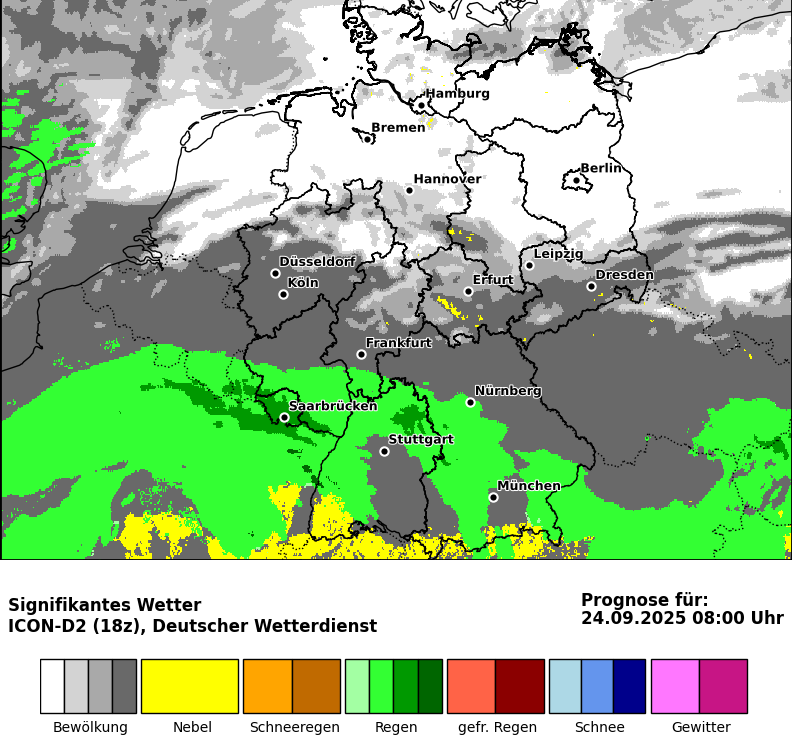 Hamburg
Bremen
Berlin
Hannover
Leipzig
Düsseldorf
Dresden
Köln
Erfurt
Frankfurt
Nürnberg
Saarbrücken
Stuttgart
München
Signifikantes Wetter
ICON-D2 (18z), Deutscher Wetterdienst
Prognose für:
24.09.2025 08:00 Uhr
Bewölkung Nebel Schneeregen Regen gefr. Regen Schnee Gewitter